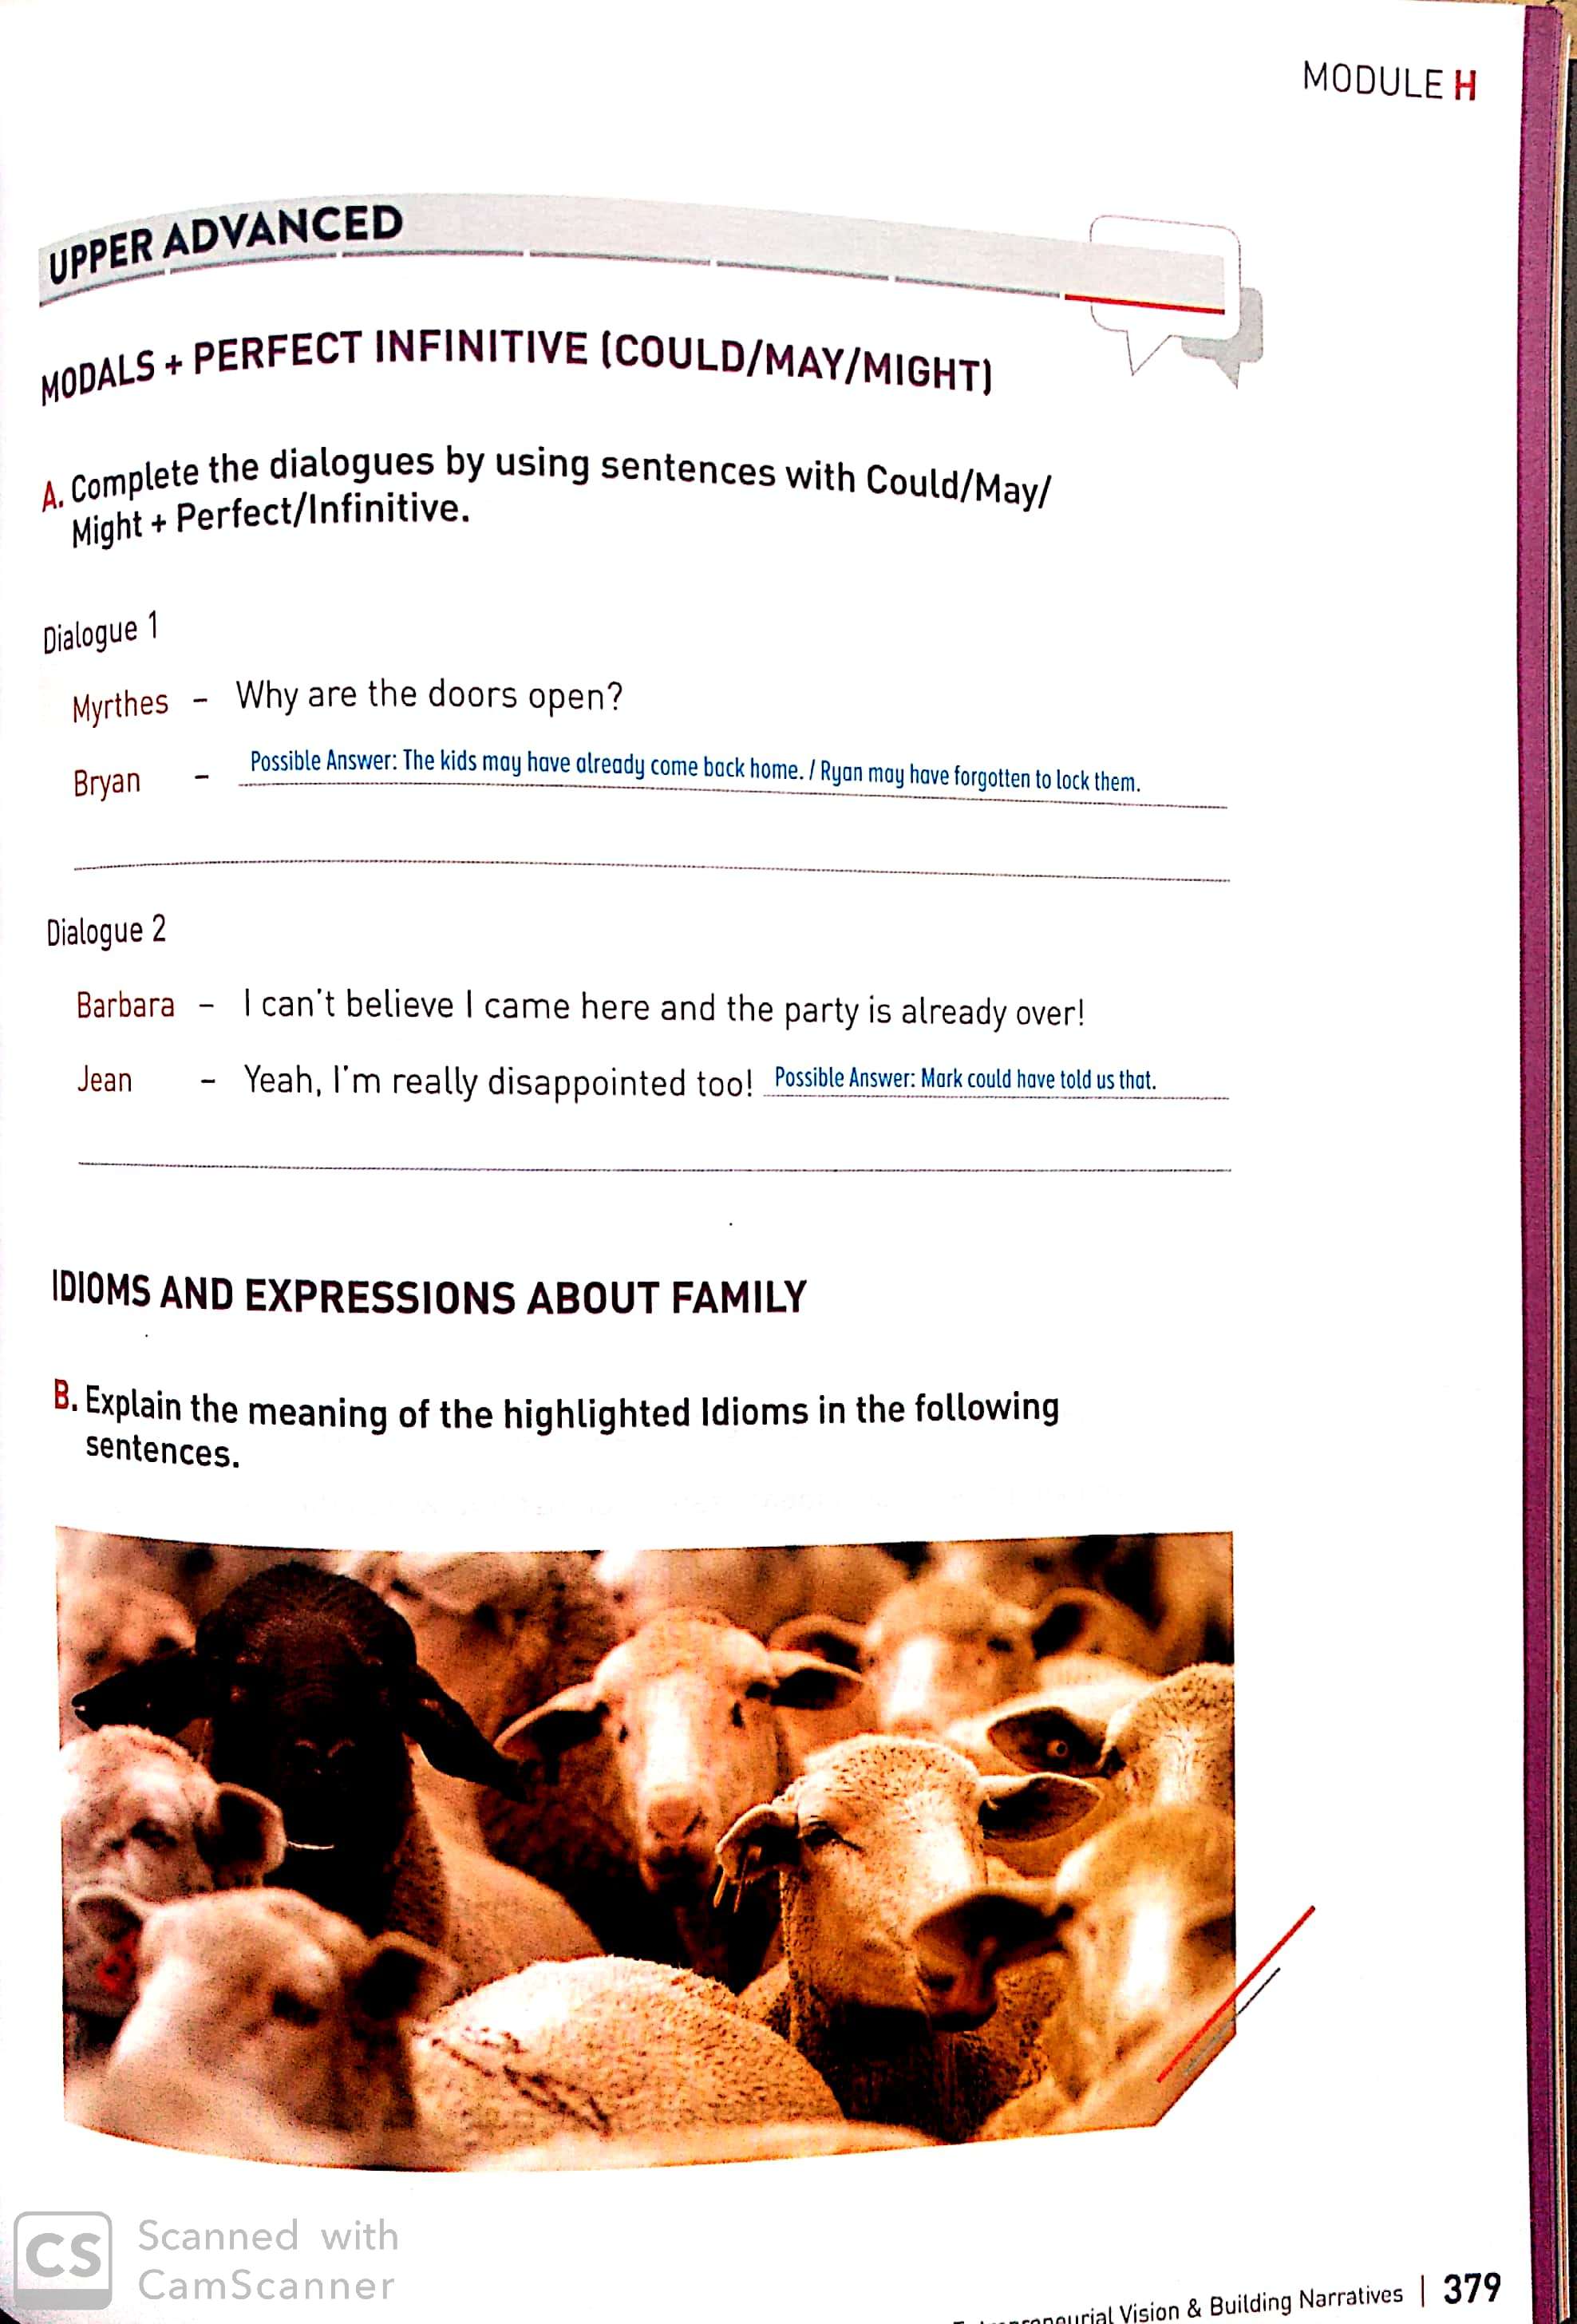 MODULE H
UPPER ADVANCED
MODALS + PERFECT INFINITIVE (COULD/MAY/MIGHT)
A. Complete the dialogues by using sentences with Could/May/
Might + Perfect/Infinitive.
Dialogue 1
Myrthes - Why are the doors open?
Bryan - Possible Answer: The kids may have already come back home. / Ryan may have forgotten to lock them.
Dialogue 2
Barbara - I can't believe I came here and the party is already over!
Jean - Yeah, I'm really disappointed too! Possible Answer: Mark could have told us that.
IDIOMS AND EXPRESSIONS ABOUT FAMILY
B. Explain the meaning of the highlighted Idioms in the following
sentences.
CS Scanned with
CamScanner
Vision & Building Narratives | 379